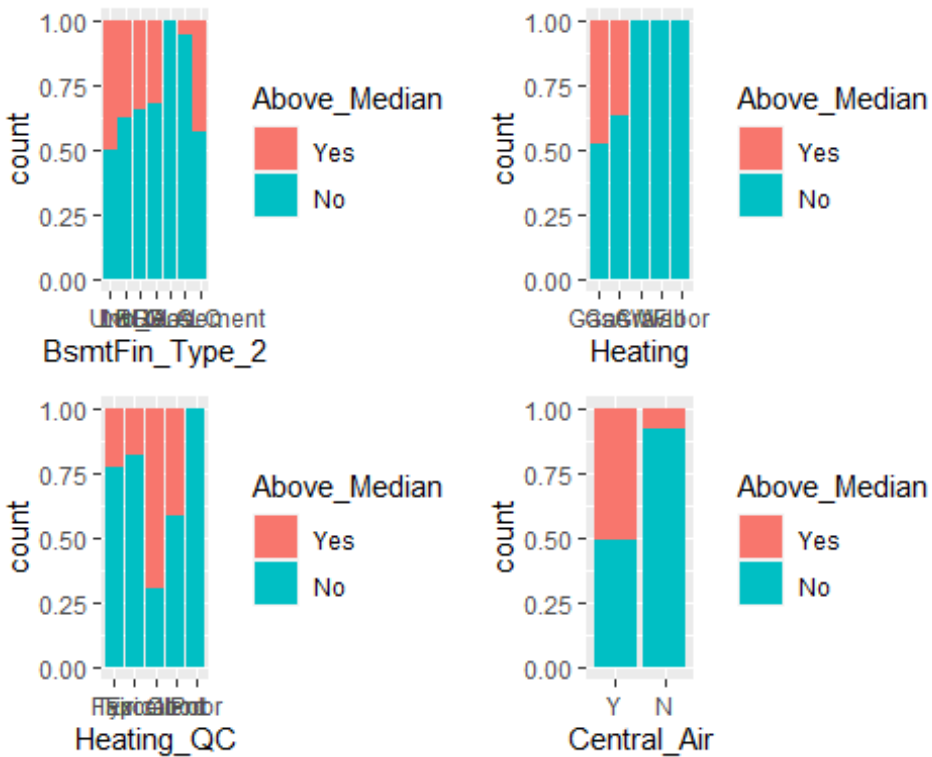 1.00
0.75
0.50
0.25
0.00
count
BsmtFin_Type_2
Above_Median
Yes
No
1.00
0.75
0.50
0.25
0.00
count
Heating
Above_Median
Yes
No
1.00
0.75
0.50
0.25
0.00
count
Heating_QC
Above_Median
Yes
No
1.00
0.75
0.50
0.25
0.00
count
Y N
Central_Air
Above_Median
Yes
No